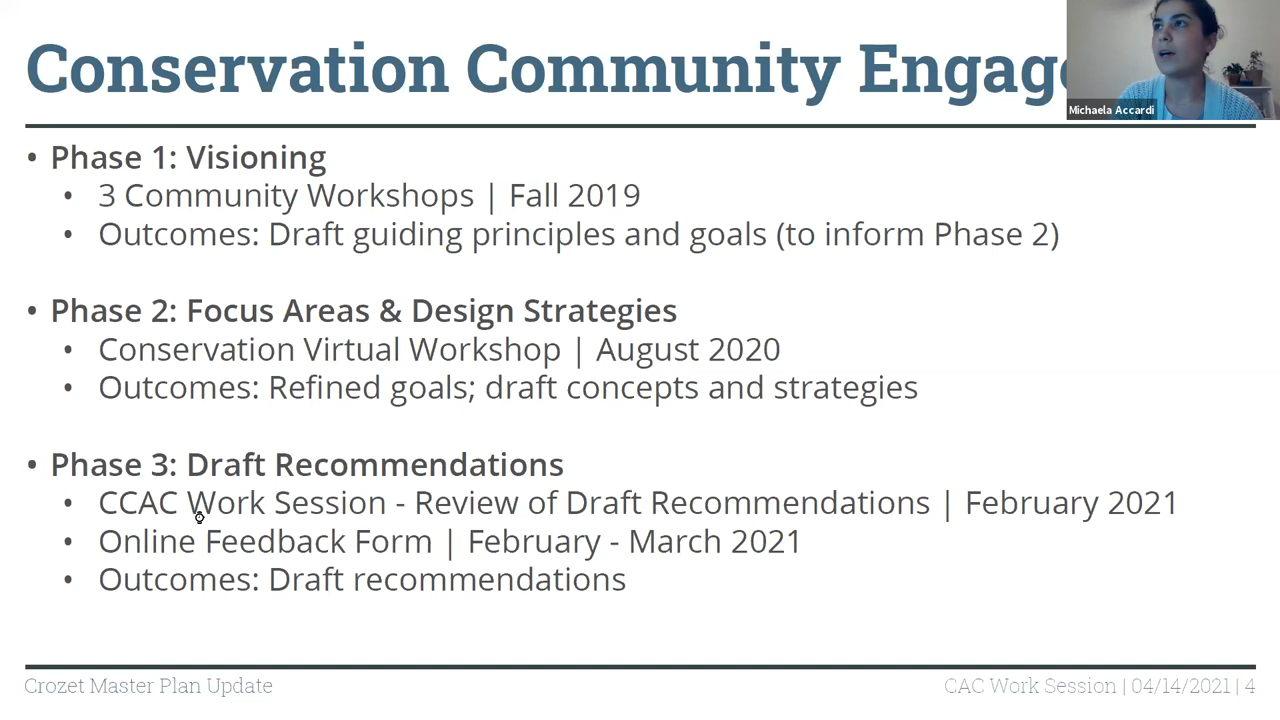 Conservation Community Engag
Michaela Accardi
• Phase 1: Visioning
• 3 Community Workshops | Fall 2019
• Outcomes: Draft guiding principles and goals (to inform Phase 2)
• Phase 2: Focus Areas & Design Strategies
• Conservation Virtual Workshop | August 2020
• Outcomes: Refined goals; draft concepts and strategies
• Phase 3: Draft Recommendations
• CCAC Work Session - Review of Draft Recommendations | February 2021
• Online Feedback Form | February - March 2021
• Outcomes: Draft recommendations
Crozet Master Plan Update
CAC Work Session | 04/14/2021 | 4